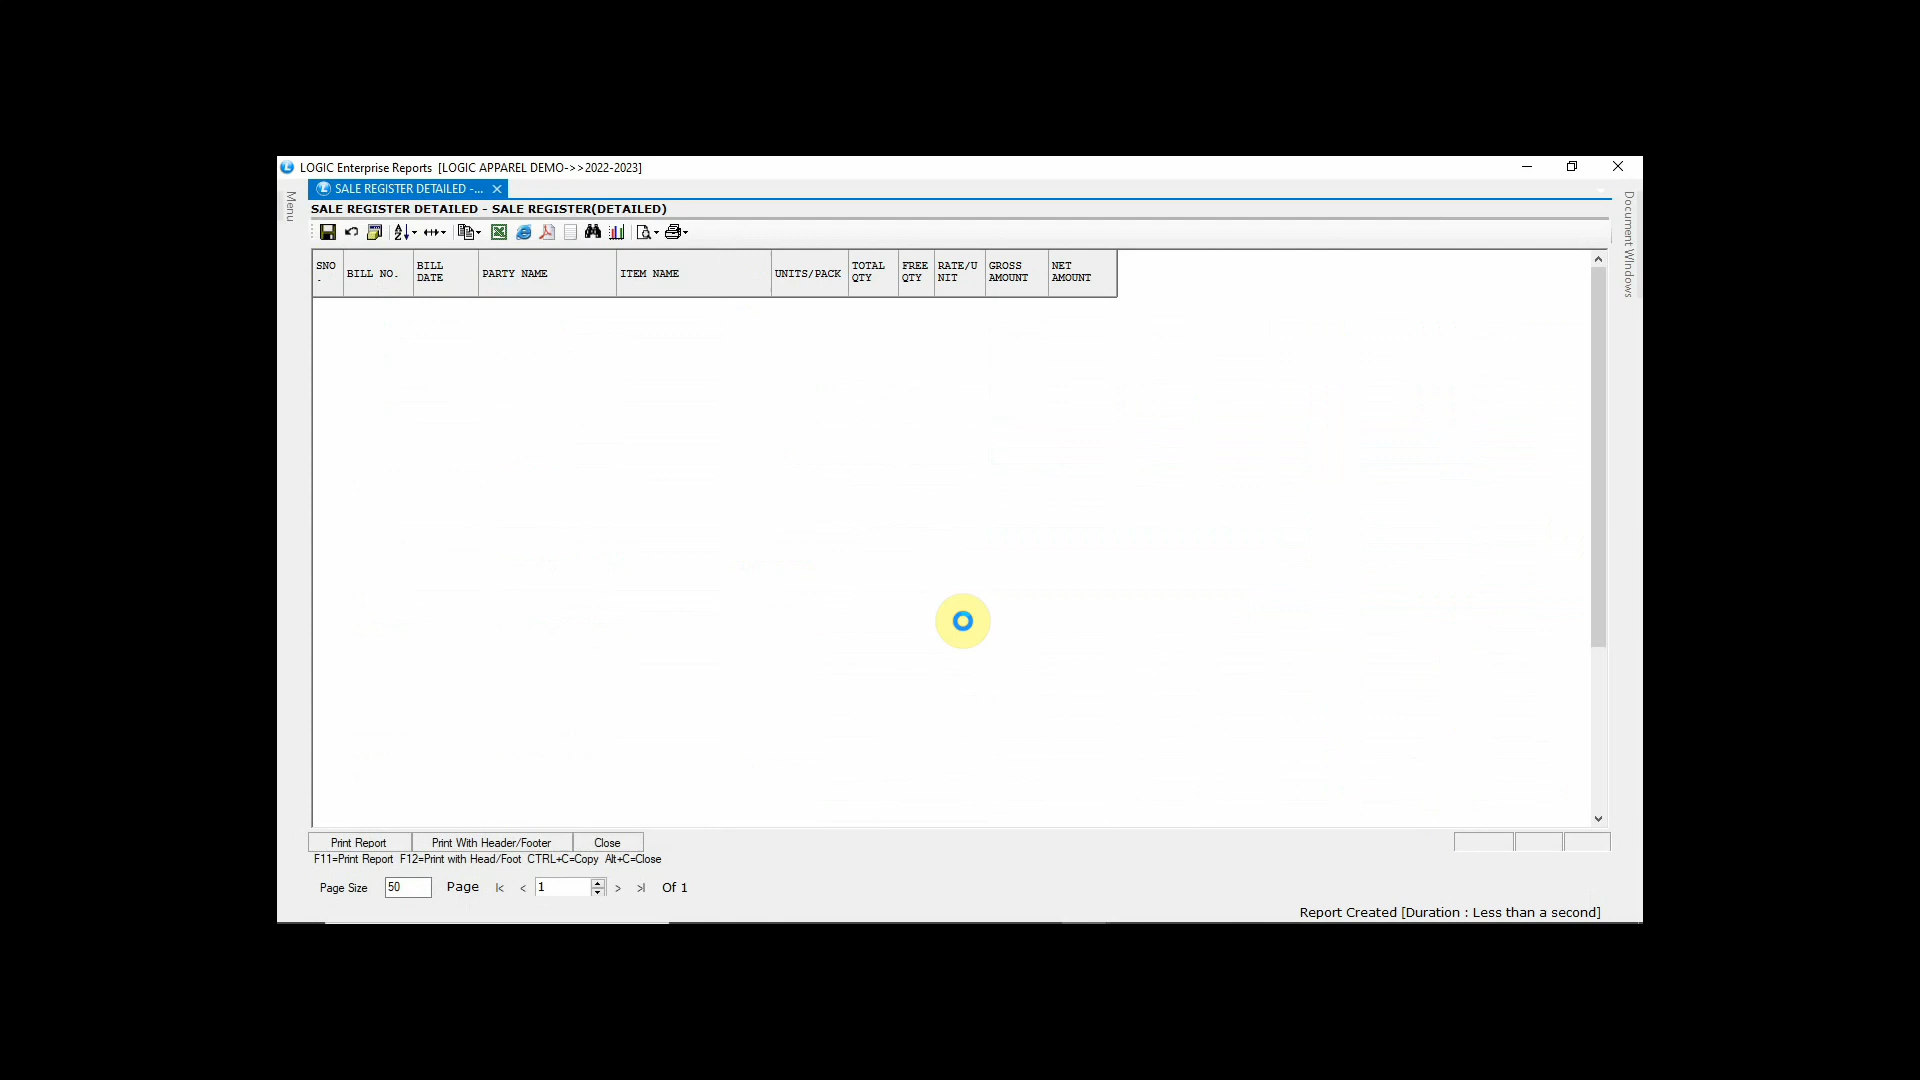 LOGIC Enterprise Reports [LOGIC APPAREL DEMO->>2022-2023]
Menu
SALE REGISTER DETAILED -...
SALE REGISTER DETAILED - SALE REGISTER(DETAILED)
Document Windows
SNO. BILL NO. BILL DATE PARTY NAME ITEM NAME UNITS/PACK TOTAL QTY FREE QTY RATE/UNIT GROSS AMOUNT NET AMOUNT
Print Report Print With Header/Footer Close
F11=Print Report F12=Print with Head/Foot CTRL+C=Copy Alt+C=Close
Page Size 50 Page |< < 1 > >| Of 1
Report Created [Duration : Less than a second]